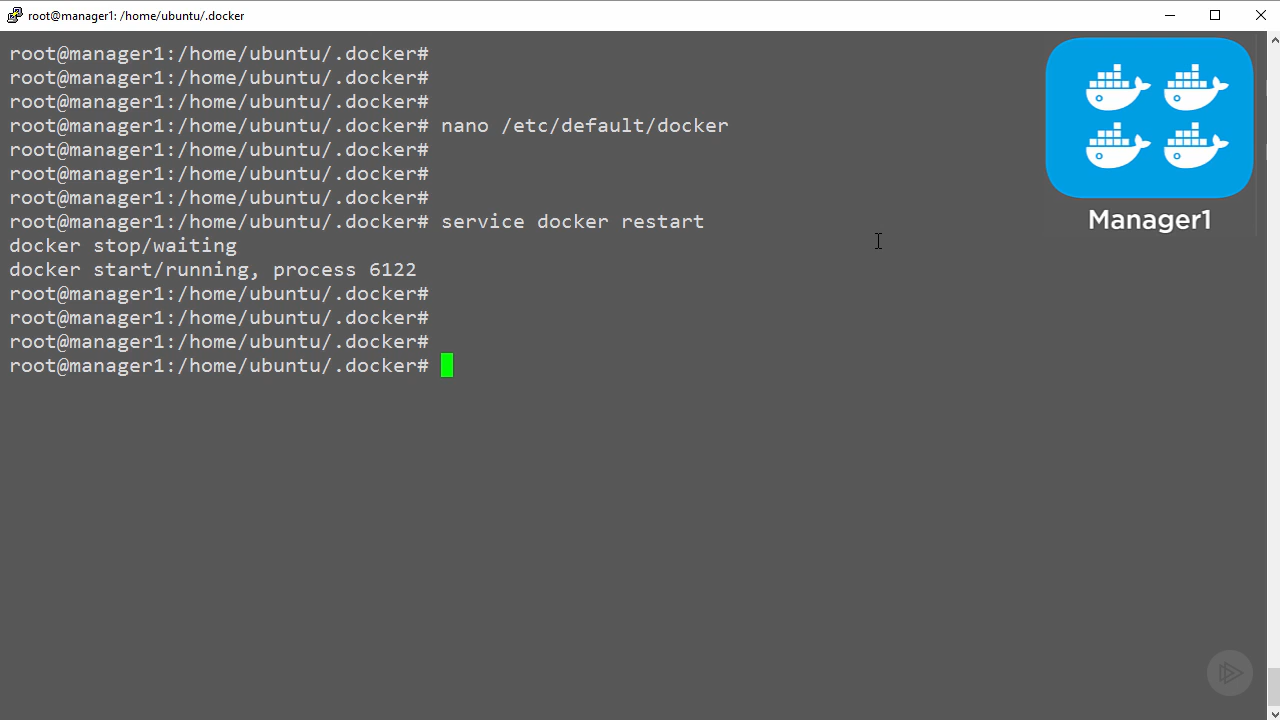 root@manager1: /home/ubuntu/.docker
root@manager1:/home/ubuntu/.docker#
root@manager1:/home/ubuntu/.docker#
root@manager1:/home/ubuntu/.docker#
root@manager1:/home/ubuntu/.docker# nano /etc/default/docker
root@manager1:/home/ubuntu/.docker#
root@manager1:/home/ubuntu/.docker#
root@manager1:/home/ubuntu/.docker#
root@manager1:/home/ubuntu/.docker# service docker restart
docker stop/waiting
docker start/running, process 6122
root@manager1:/home/ubuntu/.docker#
root@manager1:/home/ubuntu/.docker#
root@manager1:/home/ubuntu/.docker#
root@manager1:/home/ubuntu/.docker#
Manager1